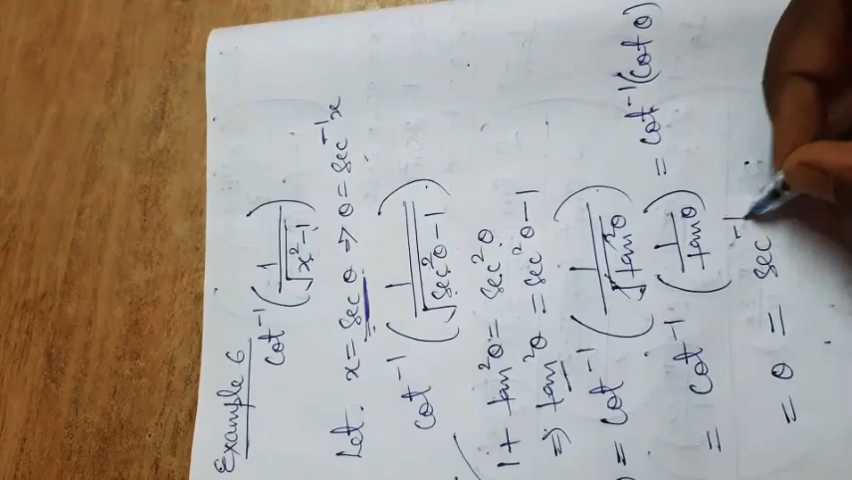 Example 6
cot⁻¹(1/√(x²-1))
Let. x = sec θ ⇒ θ = sec⁻¹x
cot⁻¹(1/√(sec²θ-1))
1 + tan²θ = sec²θ
⇒ tan²θ = sec²θ-1
= cot⁻¹(1/√(tan²θ))
= cot⁻¹(1/tanθ) = cot⁻¹(cotθ)
= θ = sec⁻¹